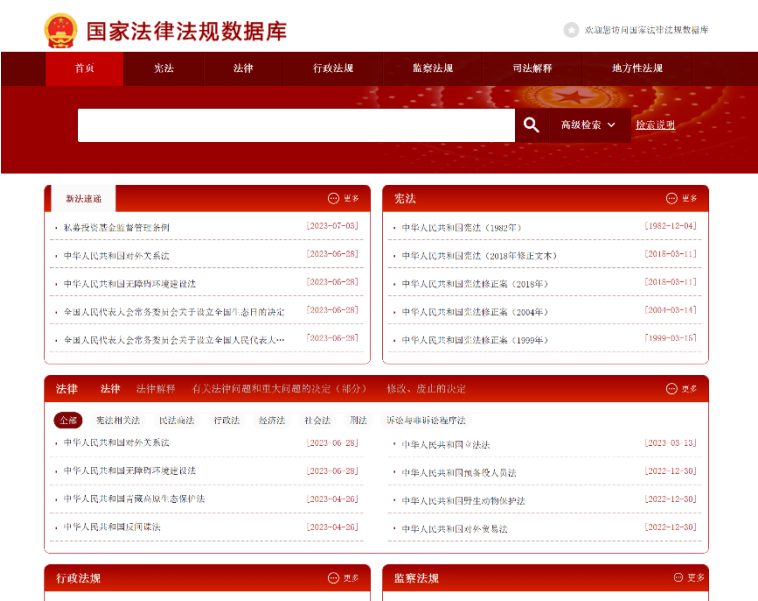 国家法律法规数据库
欢迎您访问国家法律法规数据库
首页 宪法 法律 行政法规 监察法规 司法解释 地方性法规
高级检索 检索说明
新法速递 更多
· 私募投资基金监督管理条例 [2023-07-03]
· 中华人民共和国对外关系法 [2023-06-28]
· 中华人民共和国无障碍环境建设法 [2023-06-28]
· 全国人民代表大会常务委员会关于设立全国生态日的决定 [2023-06-28]
· 全国人民代表大会常务委员会关于设立全国人民代表大人… [2023-06-28]
宪法 更多
· 中华人民共和国宪法（1982年） [1982-12-04]
· 中华人民共和国宪法（2018年修正文本） [2018-03-11]
· 中华人民共和国宪法修正案（2018年） [2018-03-11]
· 中华人民共和国宪法修正案（2004年） [2004-03-14]
· 中华人民共和国宪法修正案（1999年） [1999-03-15]
法律 法律 法律解释 有关法律问题和重大问题的决定（部分） 修改、废止的决定 更多
全部 宪法相关法 民法商法 行政法 经济法 社会法 刑法 诉讼与非诉讼程序法
· 中华人民共和国对外关系法 [2023-06-28]
· 中华人民共和国无障碍环境建设法 [2023-06-28]
· 中华人民共和国青藏高原生态保护法 [2023-04-26]
· 中华人民共和国反间谍法 [2023-04-26]
· 中华人民共和国立法法 [2023-03-13]
· 中华人民共和国预备役人员法 [2022-12-30]
· 中华人民共和国野生动物保护法 [2022-12-30]
· 中华人民共和国对外贸易法 [2022-12-30]
行政法规 更多
监察法规 更多